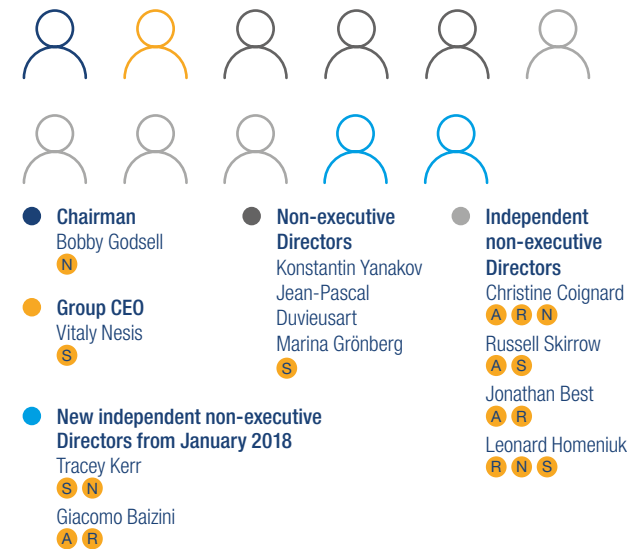 Chairman
Bobby Godsell
N
Group CEO
Vitaly Nesis
S
Non-executive
Directors
Konstantin Yanakov
Jean-Pascal
Duvieusart
Marina Grönberg
S
Independent
non-executive
Directors
Christine Coignard
A R N
Russell Skirrow
A S
Jonathan Best
A R
Leonard Homeniuk
R N S
New independent non-executive
Directors from January 2018
Tracey Kerr
S N
Giacomo Baizini
A R